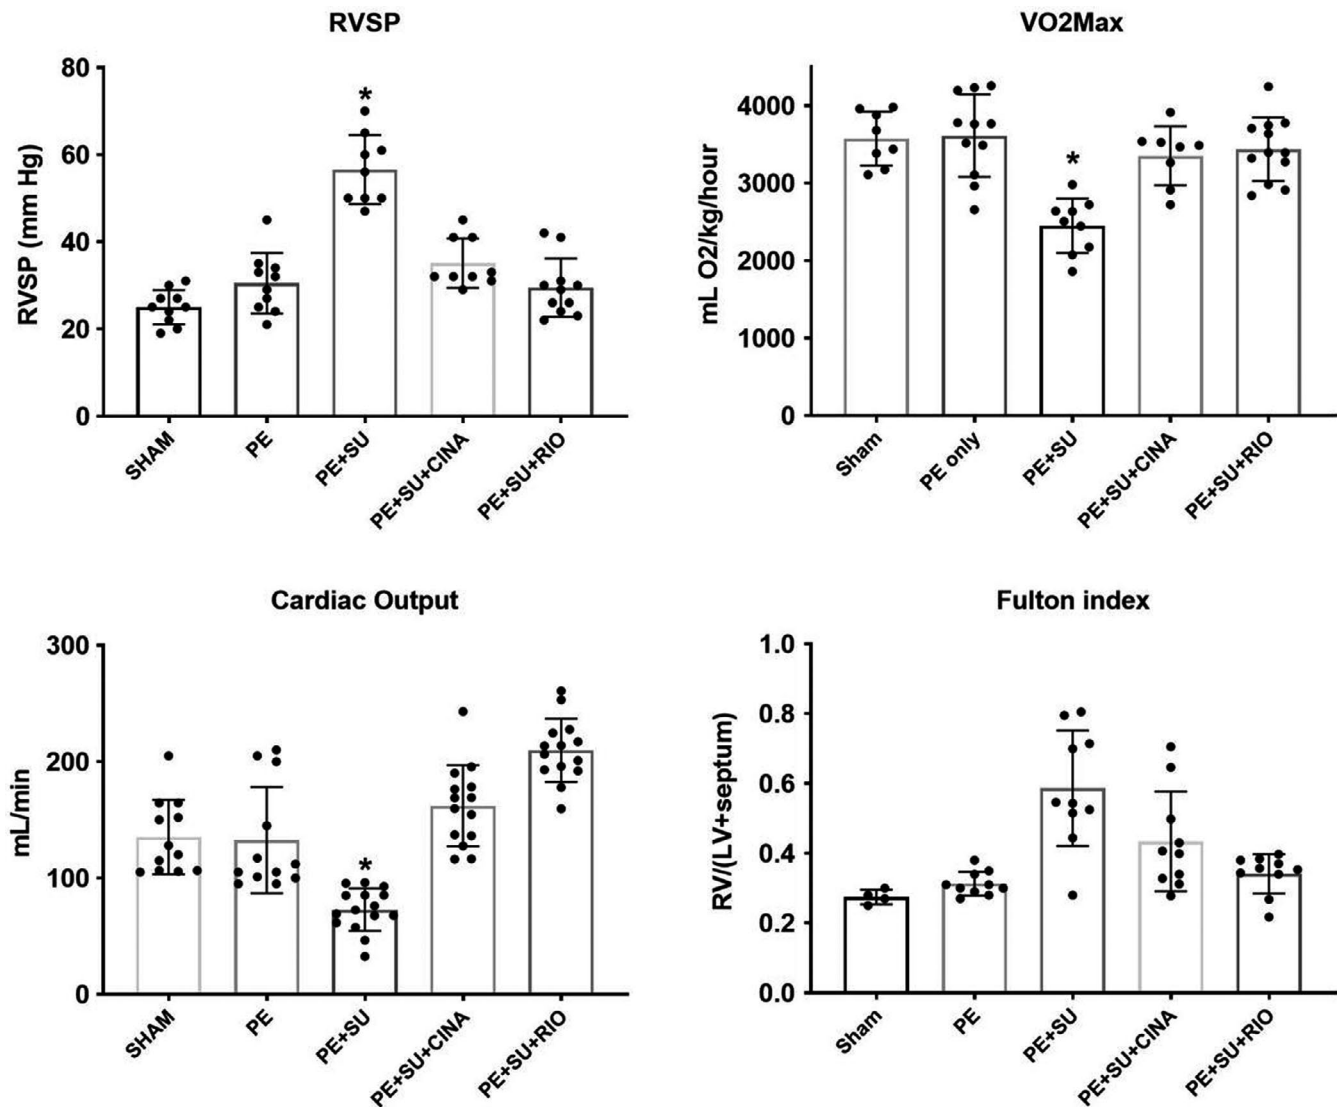 RVSP
RVSP (mm Hg)
80
60
40
20
0
*
SHAM
PE
PE+SU
PE+SU+CINA
PE+SU+RIO
VO2Max
mL O2/kg/hour
4000
3000
2000
1000
0
*
Sham
PE only
PE+SU
PE+SU+CINA
PE+SU+RIO
Cardiac Output
mL/min
300
200
100
0
*
SHAM
PE
PE+SU
PE+SU+CINA
PE+SU+RIO
Fulton index
RV/(LV+septum)
1.0
0.8
0.6
0.4
0.2
0.0
Sham
PE
PE+SU
PE+SU+CINA
PE+SU+RIO